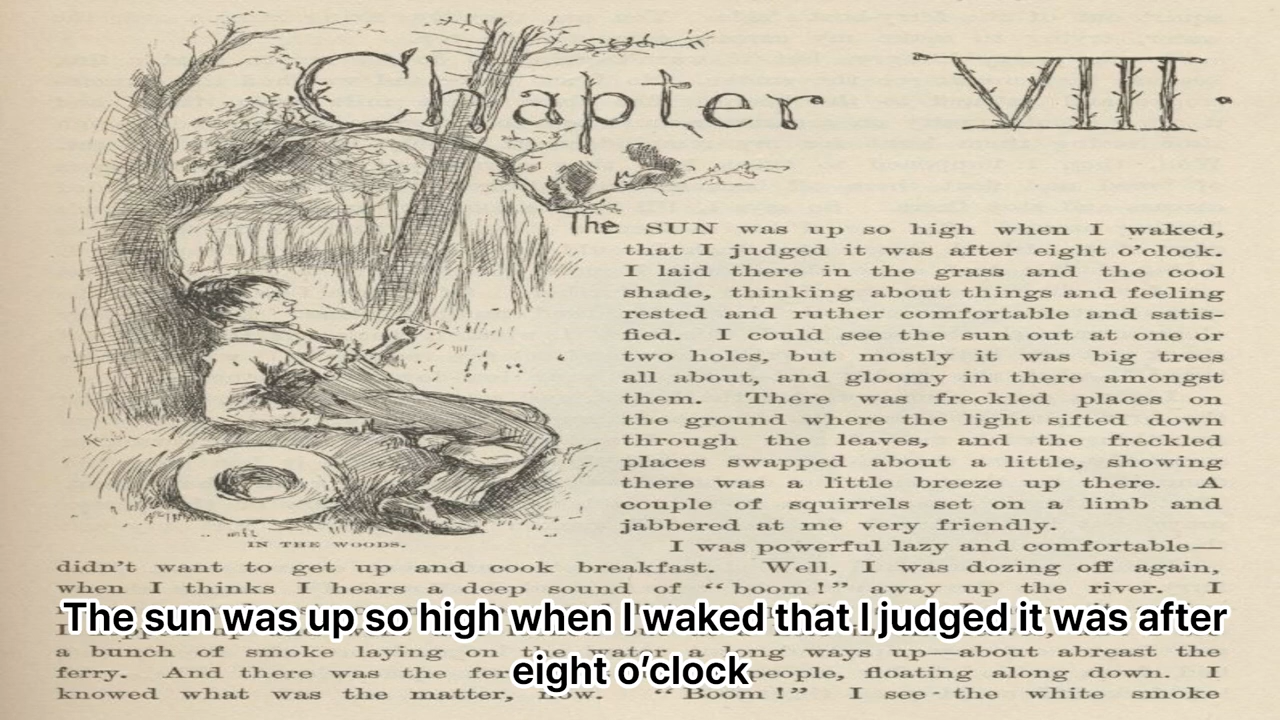 Chapter VIII.
The SUN was up so high when I waked,
that I judged it was after eight o’clock.
I laid there in the grass and the cool
shade, thinking about things and feeling
rested and ruther comfortable and satis-
fied. I could see the sun out at one or
two holes, but mostly it was big trees
all about, and gloomy in there amongst
them. There was freckled places on
the ground where the light sifted down
through the leaves, and the freckled
places swapped about a little, showing
there was a little breeze up there. A
couple of squirrels set on a limb and
jabbered at me very friendly.
IN THE WOODS.
I was powerful lazy and comfortable—
didn’t want to get up and cook breakfast. Well, I was dozing off again,
when I thinks I hears a deep sound of “boom!” away up the river. I
a bunch of smoke laying on the water a long ways up—about abreast the
ferry. And there was the people, floating along down. I
knowed what was the matter, now. “Boom!” I see the white smoke
The sun was up so high when I waked that I judged it was after
eight o’clock